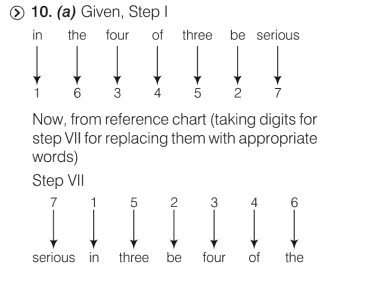 10. (a) Given, Step I
in the four of three be serious
1 6 3 4 5 2 7
Now, from reference chart (taking digits for
step VII for replacing them with appropriate
words)
Step VII
7 1 5 2 3 4 6
serious in three be four of the